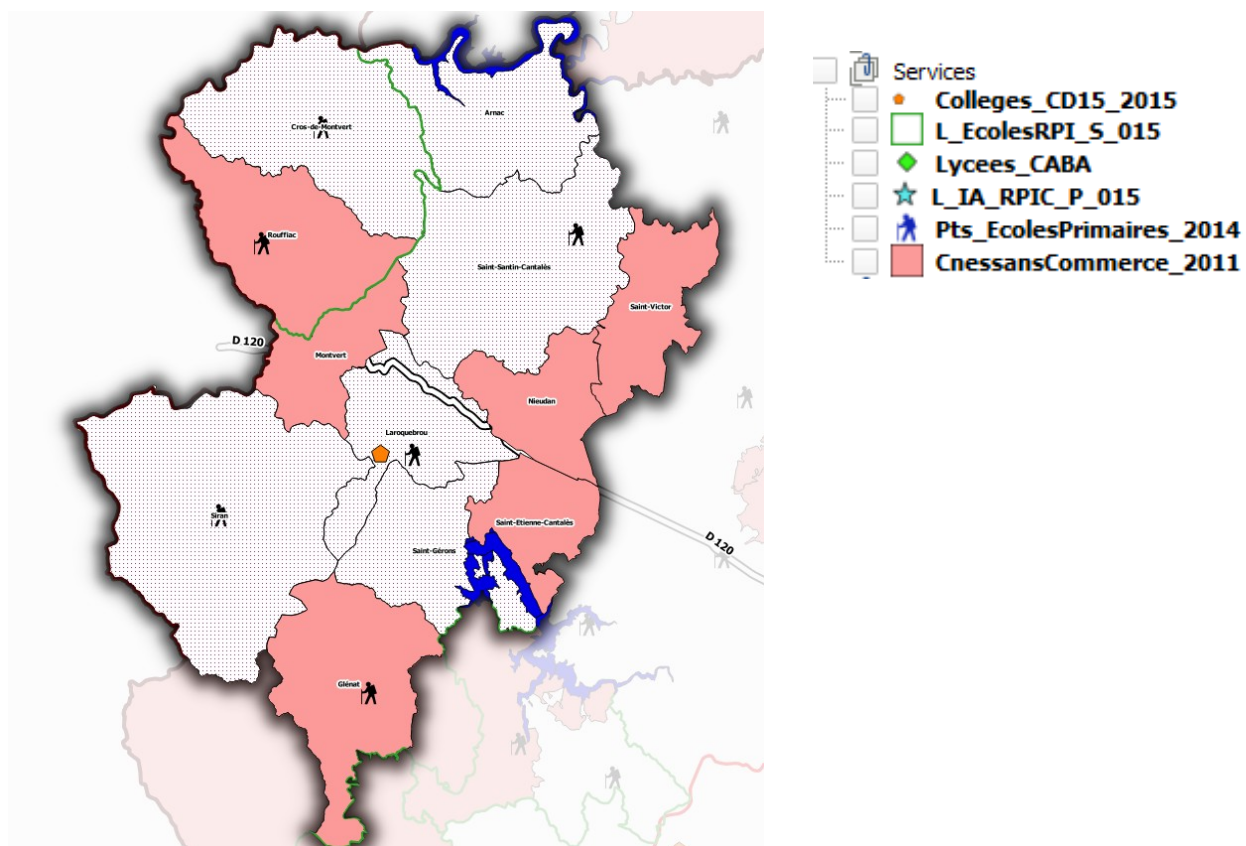 Arnac
Cros-de-Montvert
Rouffiac
Saint-Santin-Cantalès
Saint-Victor
D 120
Montvert
Nieudan
Laroquebrou
Siran
Saint-Etienne-Cantalès
Saint-Gérons
D 120
Glénat
Services
Colleges_CD15_2015
L_EcolesRPI_S_015
Lycees_CABA
L_IA_RPIC_P_015
Pts_EcolesPrimaires_2014
CnessansCommerce_2011